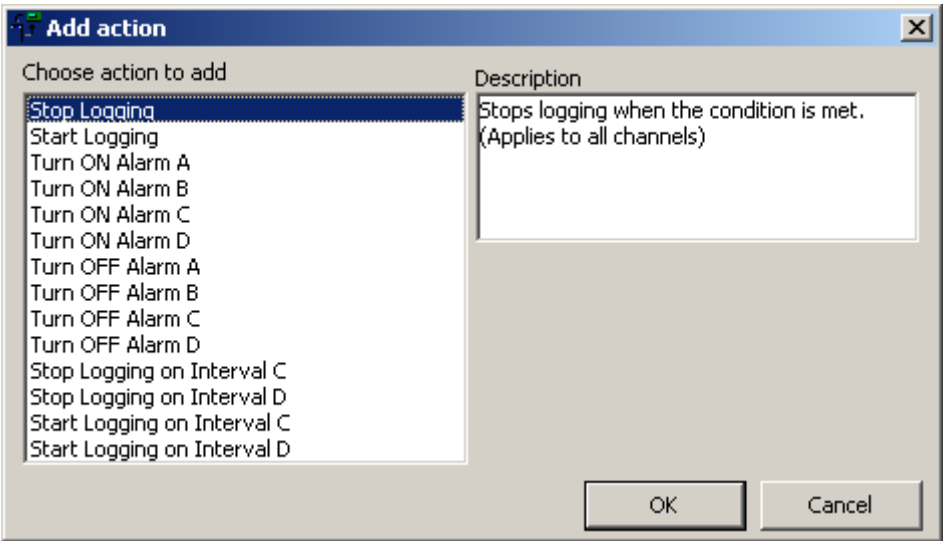 Add action
Choose action to add
Stop Logging
Start Logging
Turn ON Alarm A
Turn ON Alarm B
Turn ON Alarm C
Turn ON Alarm D
Turn OFF Alarm A
Turn OFF Alarm B
Turn OFF Alarm C
Turn OFF Alarm D
Stop Logging on Interval C
Stop Logging on Interval D
Start Logging on Interval C
Start Logging on Interval D
Description
Stops logging when the condition is met.
(Applies to all channels)
OK
Cancel